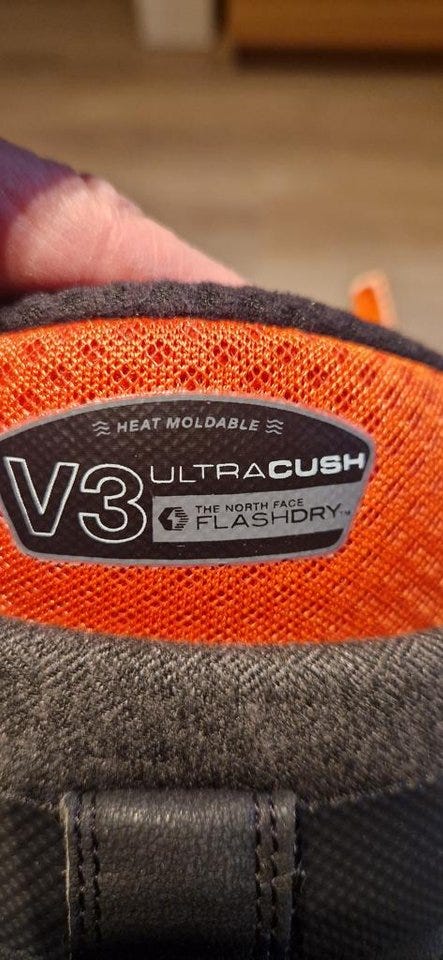 HEAT MOLDABLE
V3 ULTRACUSH
THE NORTH FACE
FLASHDRY™